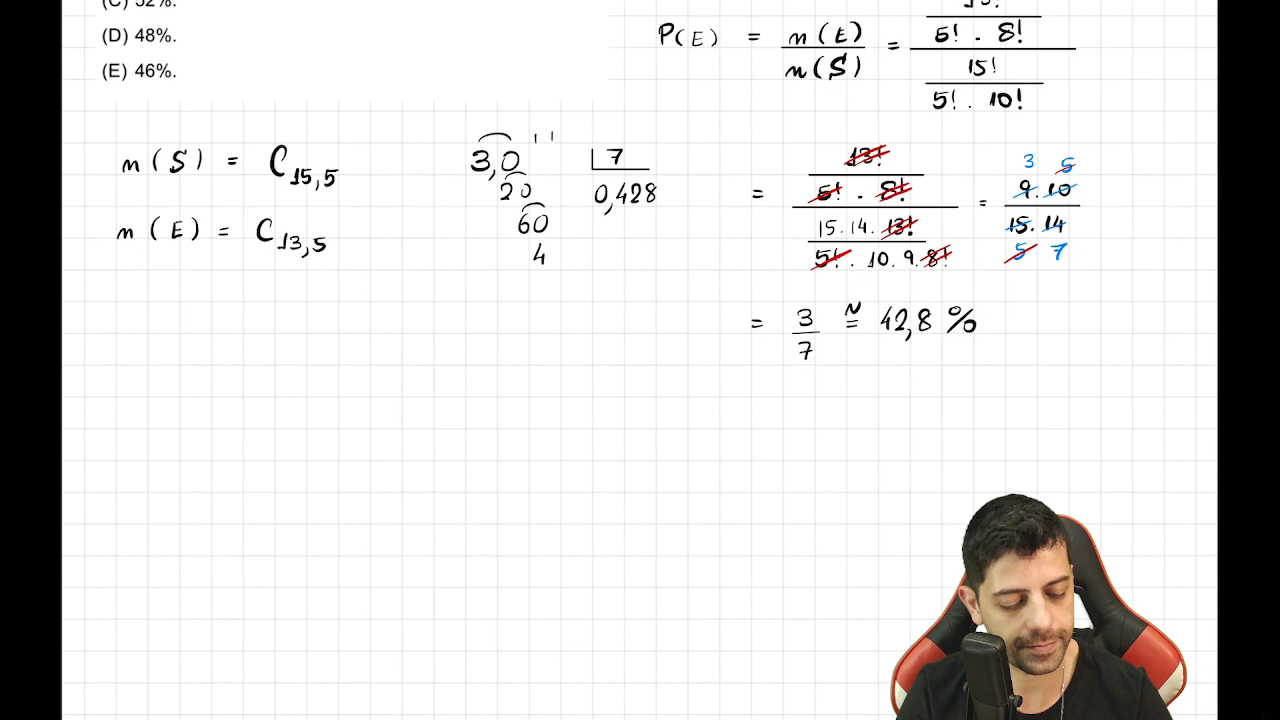 (C) 52%.
(D) 48%.
(E) 46%.
P(E) = n(E) / n(S) = (13! / 5! . 8!) / (15! / 5! . 10!)
n(S) = C15,5
n(E) = C13,5
3,0 ' ' 7
20 0,428
60
4
= (13! / 5! . 8!) / (15.14.13! / 5! . 10.9.8!) = 9.10 / 15.14
3 5
5 7
= 3/7 ≅ 42,8 %